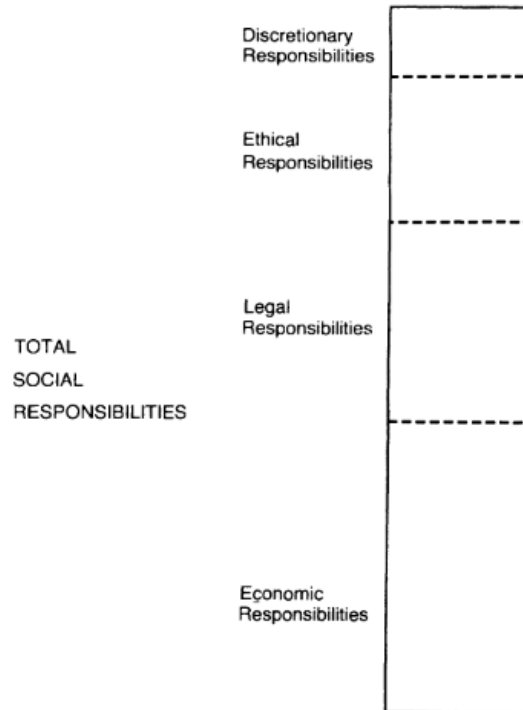 Discretionary
Responsibilities
Ethical
Responsibilities
Legal
Responsibilities
TOTAL
SOCIAL
RESPONSIBILITIES
Economic
Responsibilities